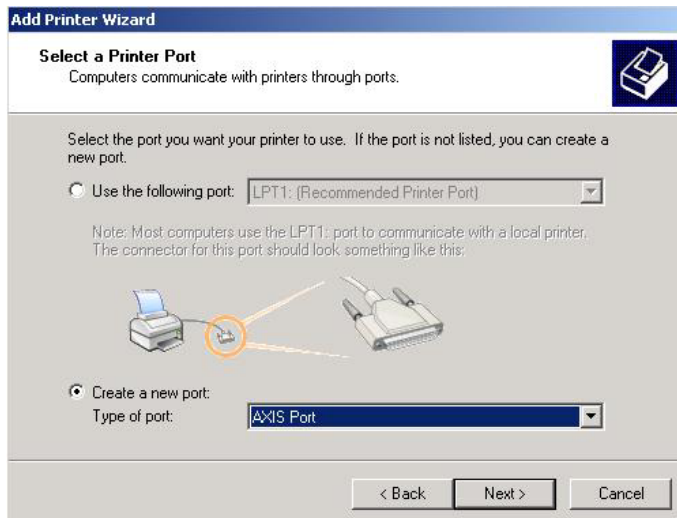 Add Printer Wizard
Select a Printer Port
Computers communicate with printers through ports.
Select the port you want your printer to use. If the port is not listed, you can create a
new port.
Use the following port: LPT1: (Recommended Printer Port)
Note: Most computers use the LPT1: port to communicate with a local printer.
The connector for this port should look something like this:
Create a new port:
Type of port: AXIS Port
< Back Next > Cancel